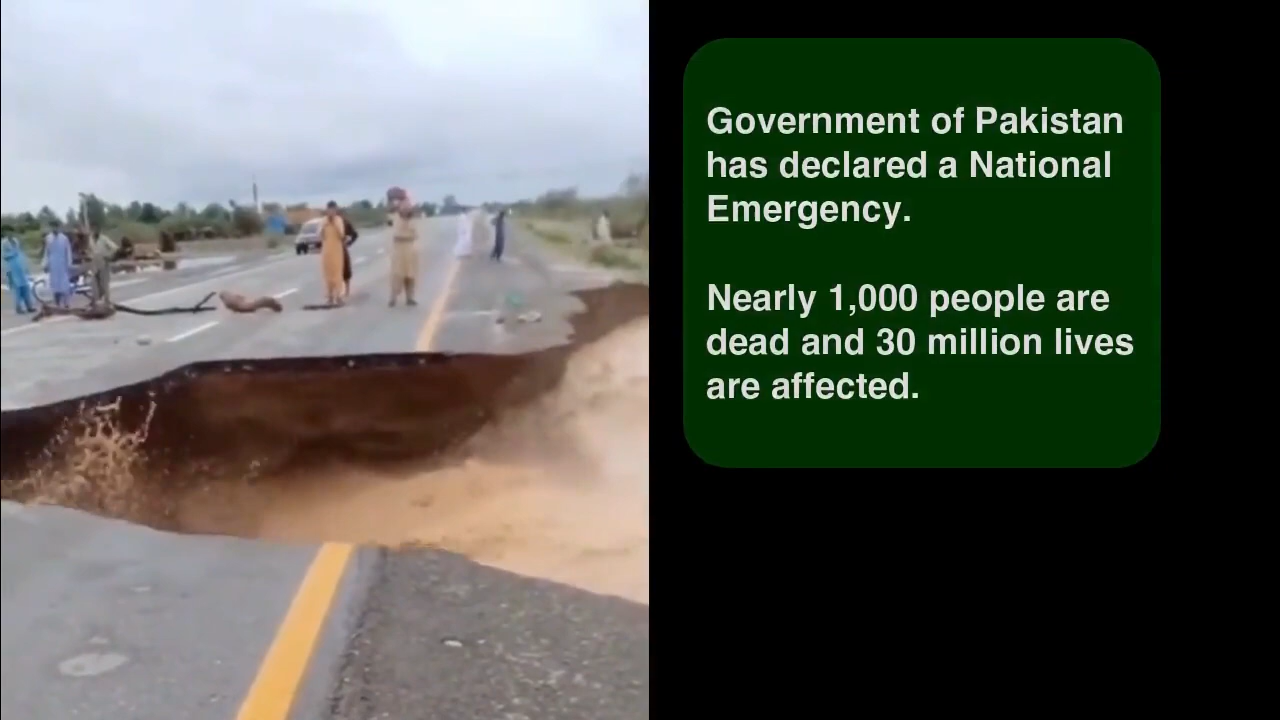 Government of Pakistan
has declared a National
Emergency.
Nearly 1,000 people are
dead and 30 million lives
are affected.